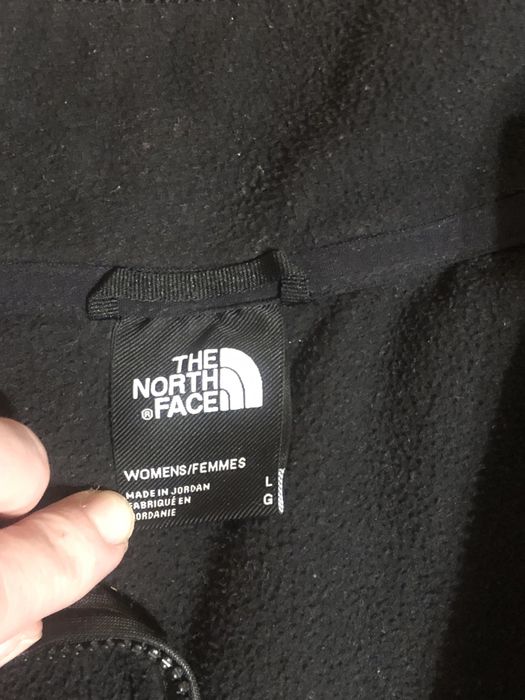 THE
NORTH
® FACE
WOMENS/FEMMES
L
MADE IN JORDAN
G
FABRIQUÉ EN
JORDANIE